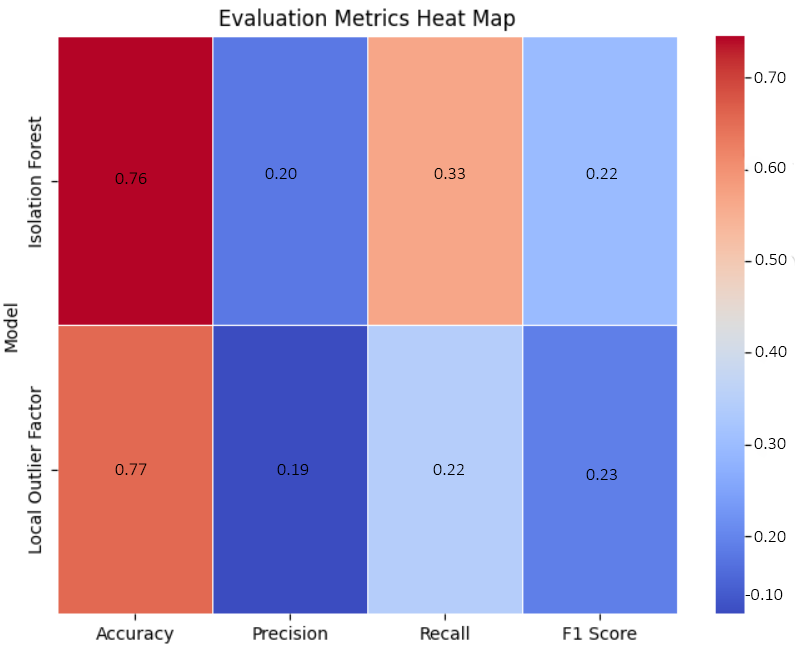 Evaluation Metrics Heat Map
Model
Isolation Forest
0.76 0.20 0.33 0.22
Local Outlier Factor
0.77 0.19 0.22 0.23
Accuracy Precision Recall F1 Score
0.70
0.60
0.50
0.40
0.30
0.20
-0.10